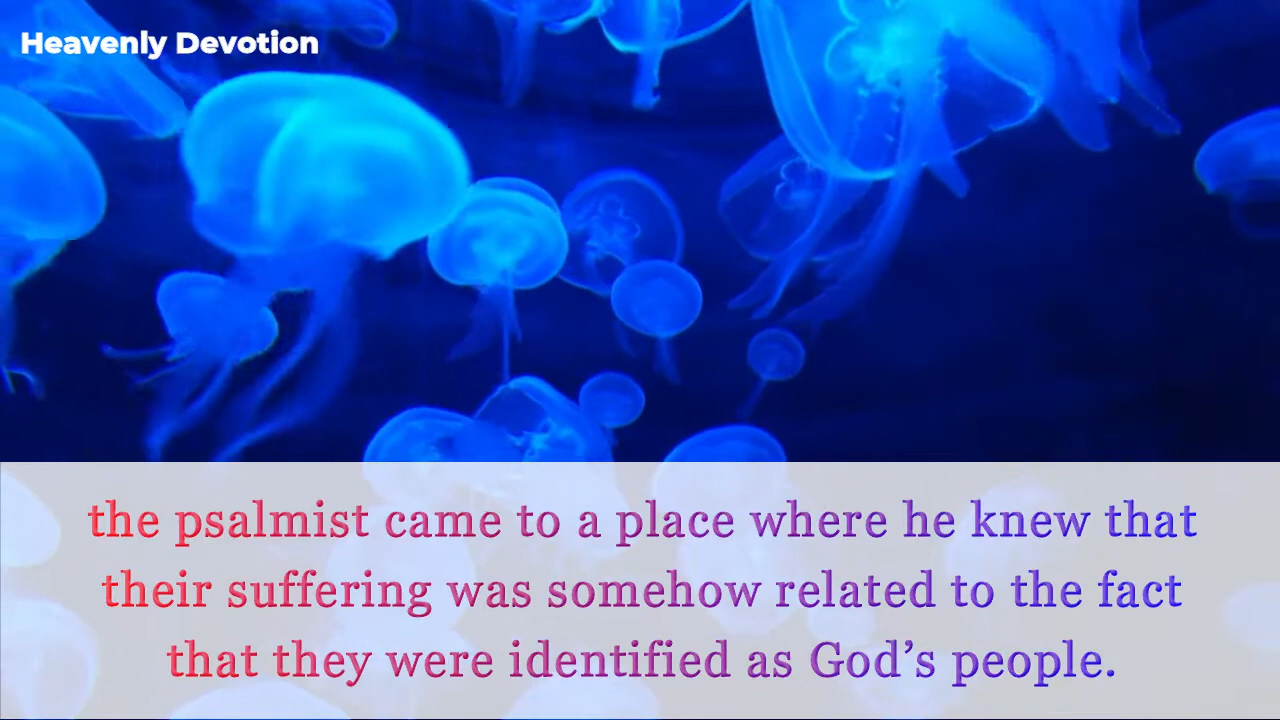 Heavenly Devotion
the psalmist came to a place where he knew that
their suffering was somehow related to the fact
that they were identified as God’s people.